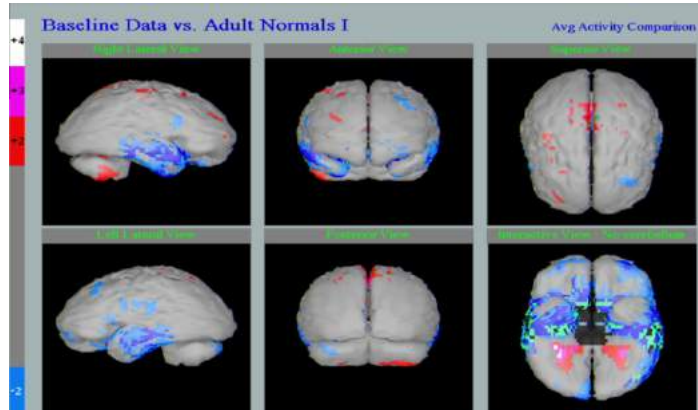 Baseline Data vs. Adult Normals I
Avg Activity Comparison
+4
+3
+2
-2
Right Lateral View
Anterior View
Superior View
Left Lateral View
Posterior View
Interactive View - No cerebellum